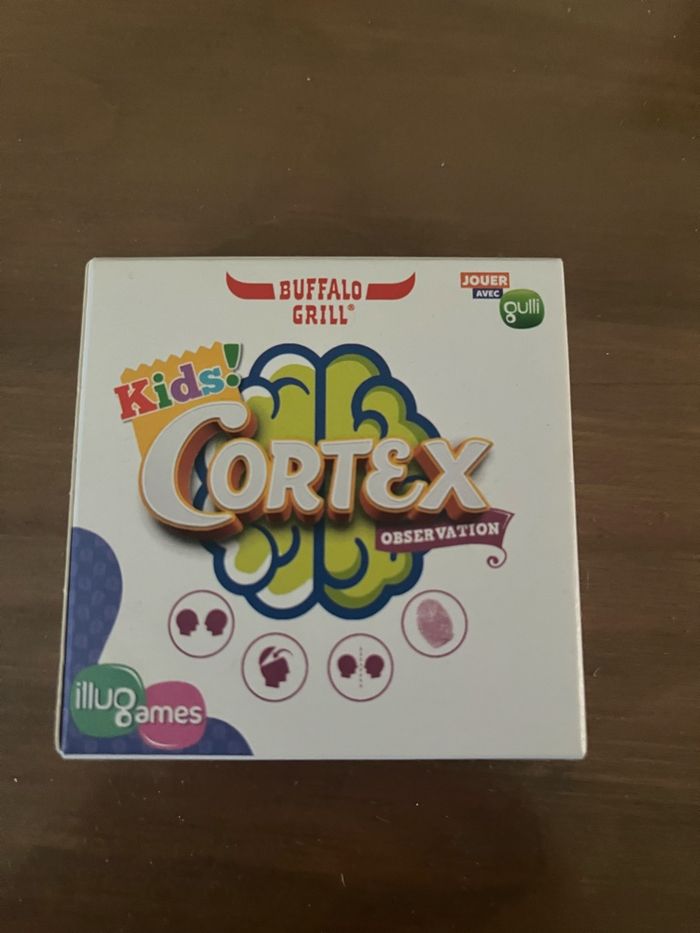 BUFFALO
GRILL®
JOUER
AVEC
gulli
Kids!
CORTEX
OBSERVATION
illugames